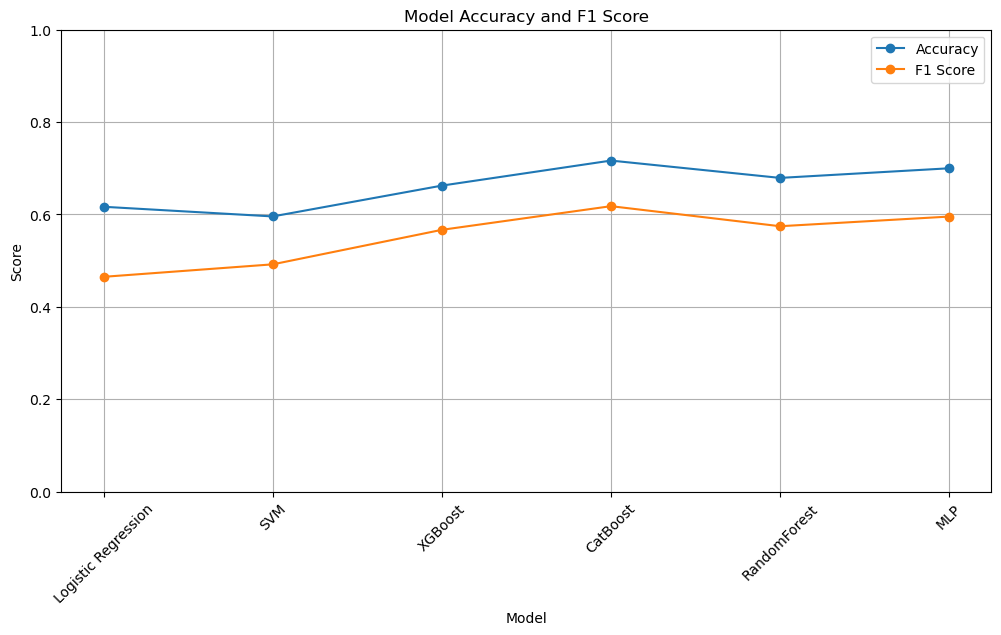 Model Accuracy and F1 Score
Accuracy
F1 Score
1.0
0.8
0.6
0.4
0.2
0.0
Score
Logistic Regression
SVM
XGBoost
CatBoost
RandomForest
MLP
Model